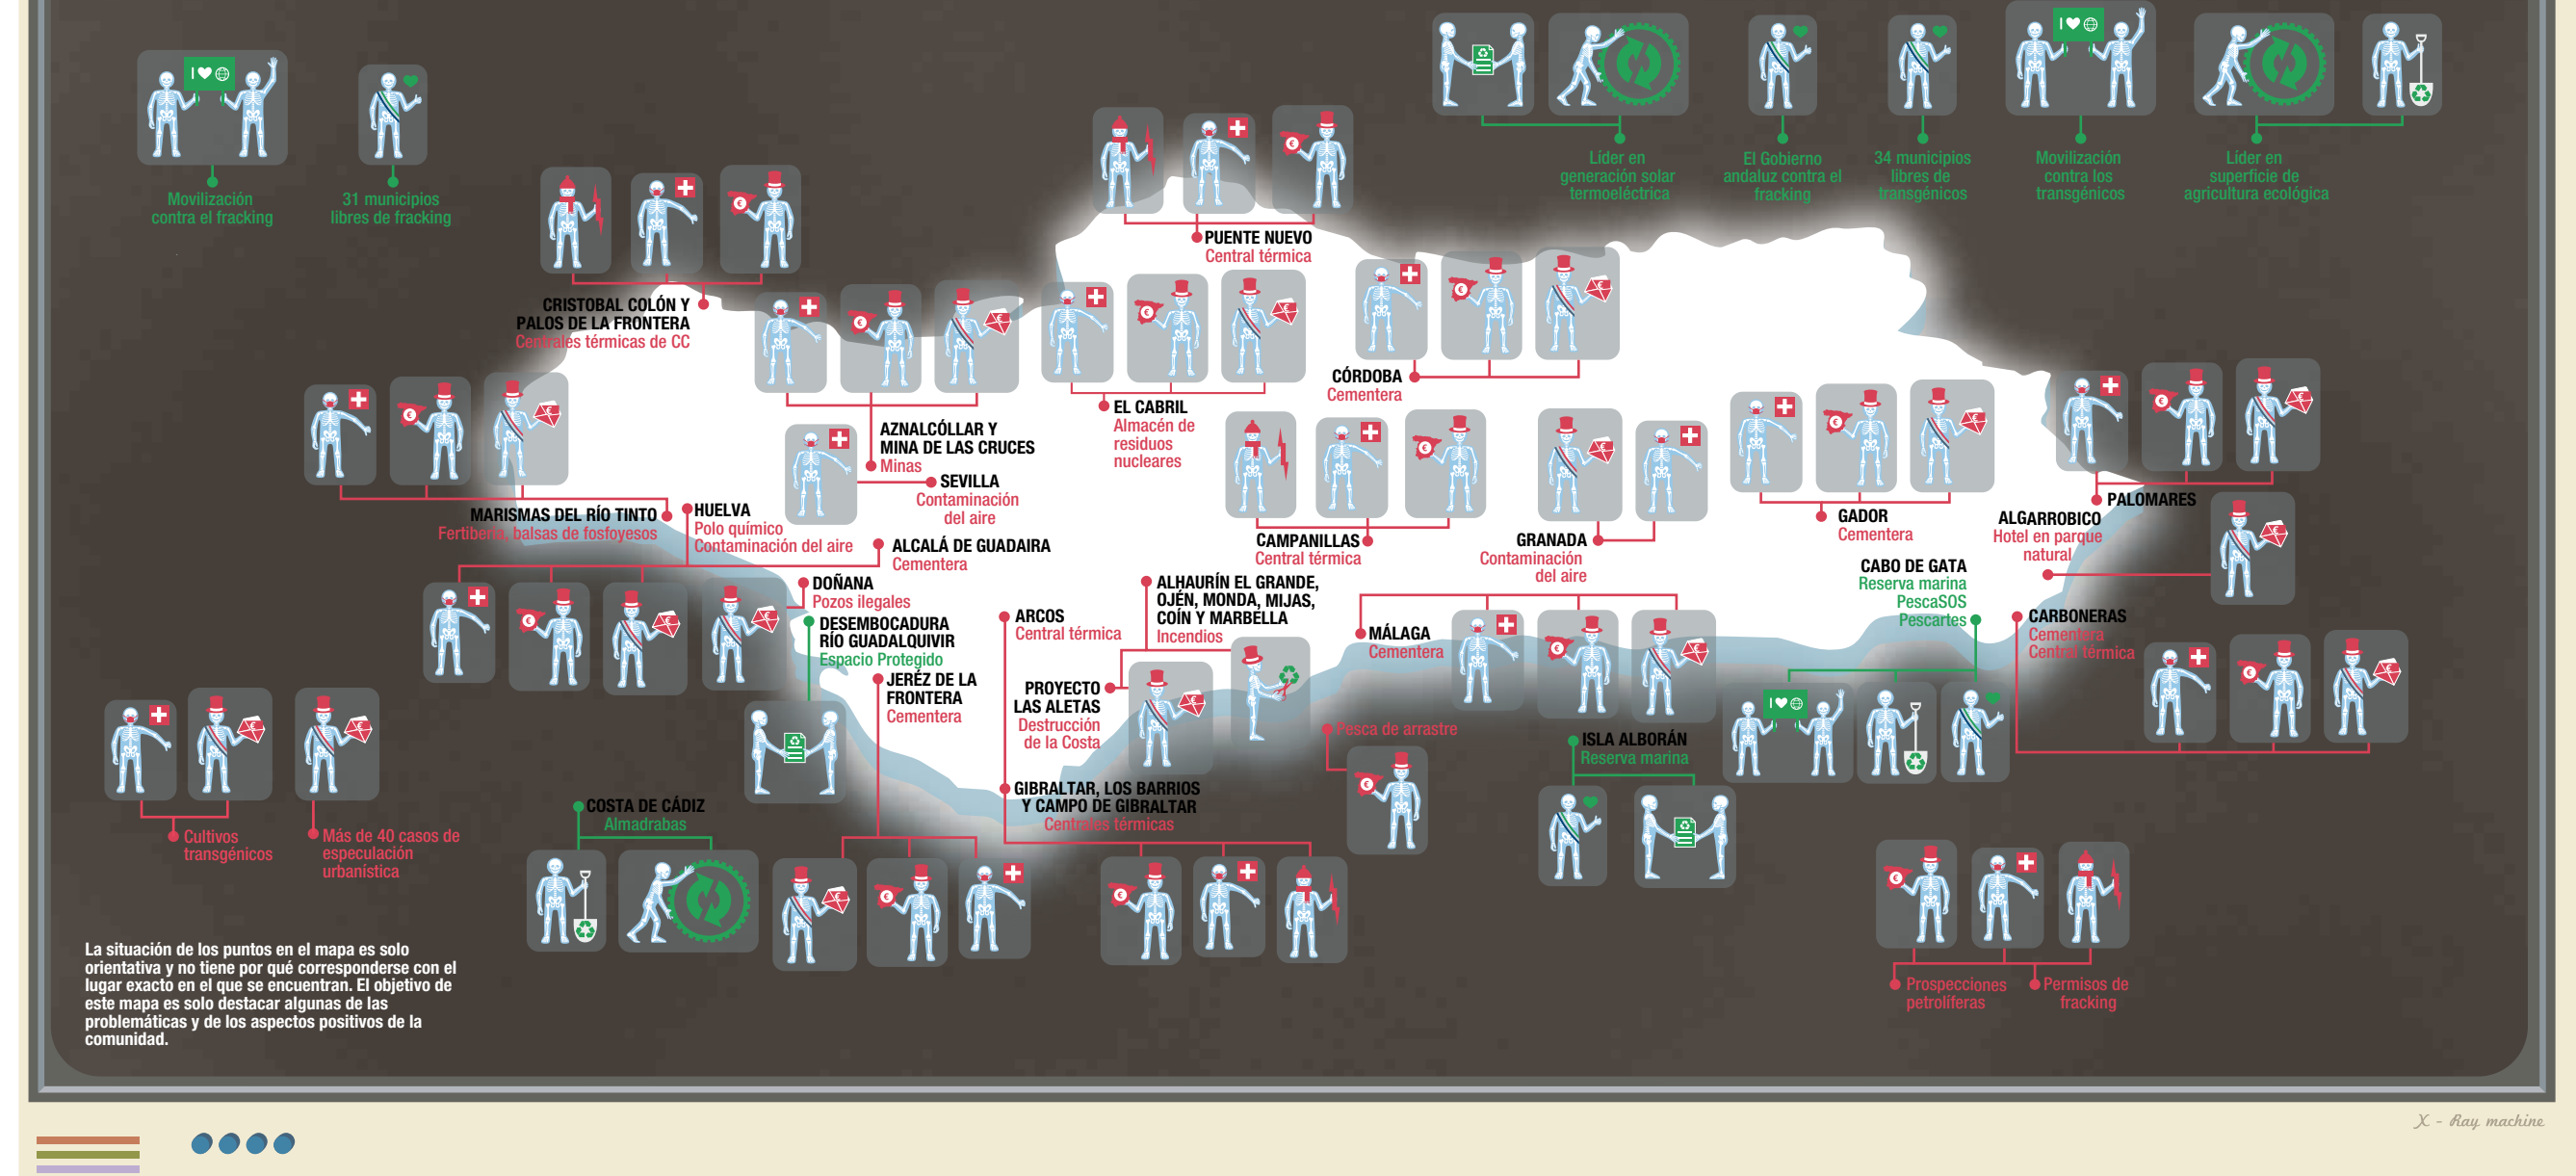 I ♥
Movilización
contra el fracking
31 municipios
libres de fracking
Líder en
generación solar
termoeléctrica
El Gobierno
andaluz contra el
fracking
34 municipios
libres de
transgénicos
I ♥
Movilización
contra los
transgénicos
Líder en
superficie de
agricultura ecológica
PUENTE NUEVO
Central térmica
CRISTOBAL COLÓN Y
PALOS DE LA FRONTERA
Centrales térmicas de CC
AZNALCÓLLAR Y
MINA DE LAS CRUCES
Minas
EL CABRIL
Almacén de
residuos
nucleares
CÓRDOBA
Cementera
SEVILLA
Contaminación
del aire
MARISMAS DEL RÍO TINTO
Fertiberia, balsas de fosfoyesos
HUELVA
Polo químico
Contaminación del aire
ALCALÁ DE GUADAIRA
Cementera
CAMPANILLAS
Central térmica
GRANADA
Contaminación
del aire
GADOR
Cementera
PALOMARES
ALGARROBICO
Hotel en parque
natural
CABO DE GATA
Reserva marina
PescaSOS
Pescartes
CARBONERAS
Cementera
Central térmica
DOÑANA
Pozos ilegales
DESEMBOCADURA
RÍO GUADALQUIVIR
Espacio Protegido
JERÉZ DE LA
FRONTERA
Cementera
ARCOS
Central térmica
ALHAURÍN EL GRANDE,
OJÉN, MONDA, MIJAS,
COÍN Y MARBELLA
Incendios
PROYECTO
LAS ALETAS
Destrucción
de la Costa
MÁLAGA
Cementera
Pesca de arrastre
ISLA ALBORÁN
Reserva marina
I ♥
GIBRALTAR, LOS BARRIOS
Y CAMPO DE GIBRALTAR
Centrales térmicas
COSTA DE CÁDIZ
Almadrabas
Cultivos
transgénicos
Más de 40 casos de
especulación
urbanística
Prospecciones
petrolíferas
Permisos de
fracking
La situación de los puntos en el mapa es solo
orientativa y no tiene por qué corresponderse con el
lugar exacto en el que se encuentran. El objetivo de
este mapa es solo destacar algunas de las
problemáticas y de los aspectos positivos de la
comunidad.
X - Ray machine